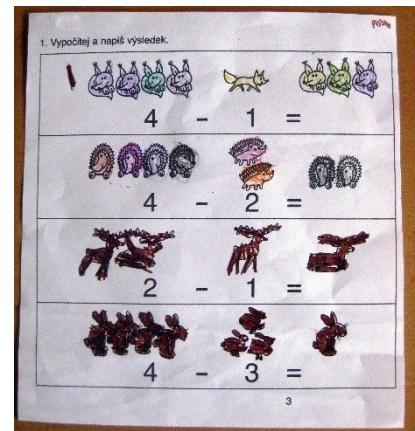 1. Vypočítej a napiš výsledek.
4 - 1 =
4 - 2 =
2 - 1 =
4 - 3 =
3